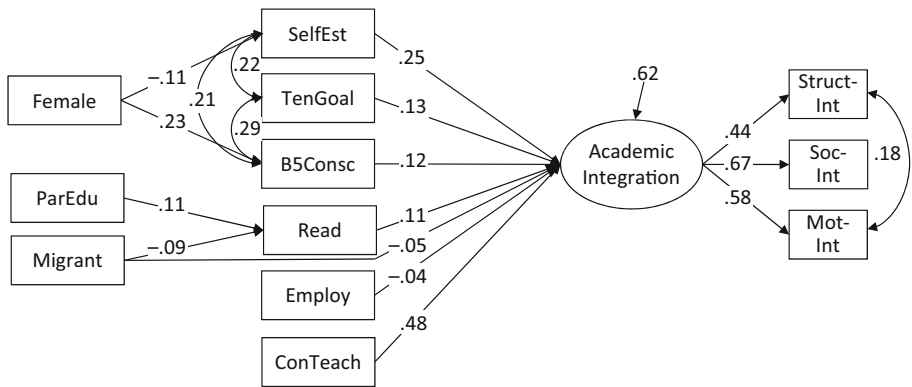 SelfEst
TenGoal
B5Consc
Female
–.11
.23
.22
.21
.29
ParEdu
Migrant
.11
–.09
Read
Employ
ConTeach
.25
.13
.12
.11
–.05
–.04
.48
.62
Academic
Integration
.44
.67
.58
Struct-
Int
Soc-
Int
Mot-
Int
.18